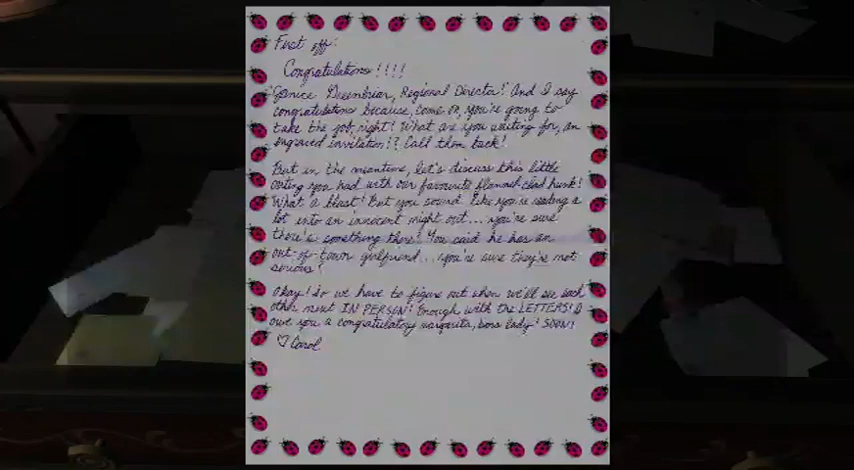 First off:
Congratulations!!!!
"Janice Greenbriar, Regional Director!" And I say
congratulations because, come on, you're going to
take the job, right? What are you waiting for, an
engraved invitation!? Call them back!
But in the meantime, let's discuss this little
outing you had with our favourite flannel-clad hunk!
What a blast! But you sound like you're reading a
lot into an innocent night out... you're sure
there's something there? You said he has an
out-of-town girlfriend... you're sure they're not
serious?
Okay! So we have to figure out when we'll see each
other next IN PERSON! Enough with the LETTERS! I
owe you a congratulatory margarita, boss lady! SOON!
♡ Carol